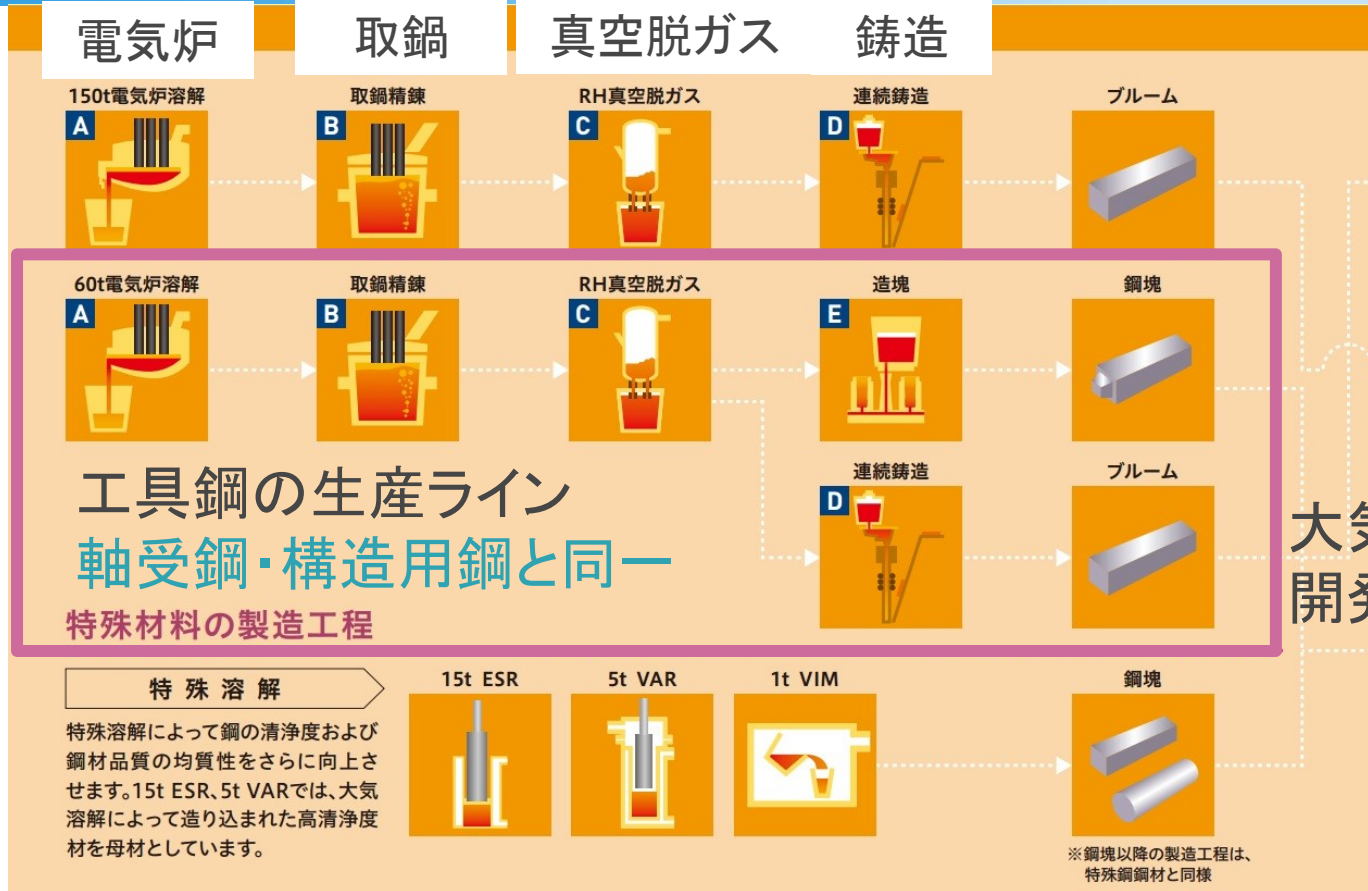 電気炉 取鍋 真空脱ガス 鋳造
150t電気炉溶解 取鍋精錬 RH真空脱ガス 連続鋳造 ブルーム
A B C D
60t電気炉溶解 取鍋精錬 RH真空脱ガス 造塊 鋼塊
A B C E
連続鋳造 ブルーム
D
工具鋼の生産ライン
軸受鋼・構造用鋼と同一
特殊材料の製造工程
大気
開発
特殊溶解
15t ESR 5t VAR 1t VIM 鋼塊
特殊溶解によって鋼の清浄度および
鋼材品質の均質性をさらに向上さ
せます。15t ESR、5t VARでは、大気
溶解によって造り込まれた高清浄度
材を母材としています。
※鋼塊以降の製造工程は、
特殊鋼鋼材と同様